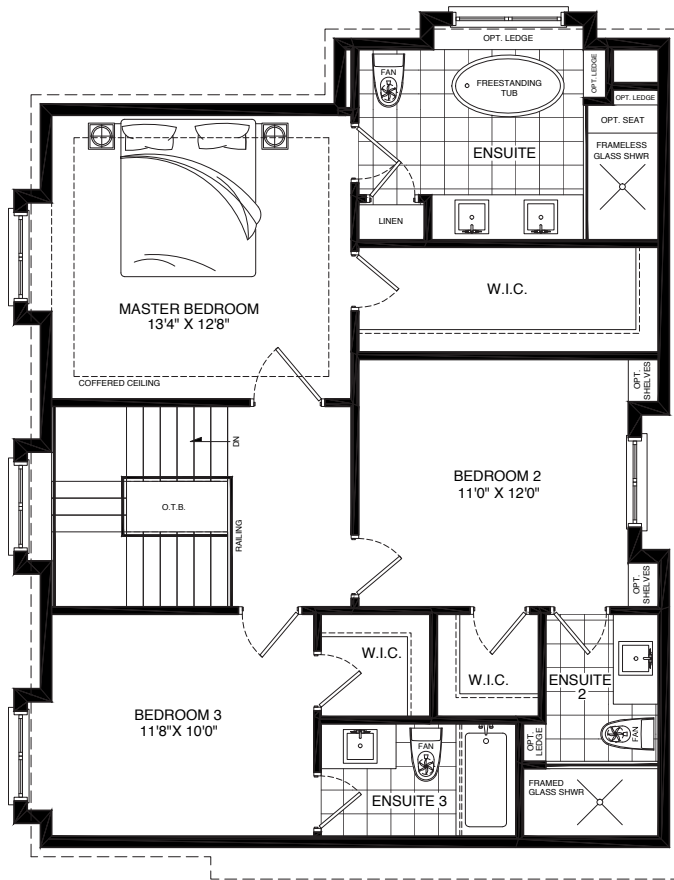 OPT. LEDGE
FAN
FREESTANDING
TUB
OPT. LEDGE
OPT. LEDGE
OPT. SEAT
FRAMELESS
GLASS SHWR
ENSUITE
LINEN
W.I.C.
MASTER BEDROOM
13'4" X 12'8"
COFFERED CEILING
OPT.
SHELVES
DN
O.T.B.
RAILING
BEDROOM 2
11'0" X 12'0"
OPT.
SHELVES
W.I.C.
W.I.C.
ENSUITE
2
FAN
BEDROOM 3
11'8"X 10'0"
FAN
OPT.
LEDGE
ENSUITE 3
FRAMED
GLASS SHWR